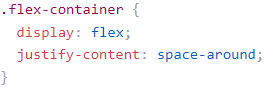 .flex-container {
  display: flex;
  justify-content: space-around;
}